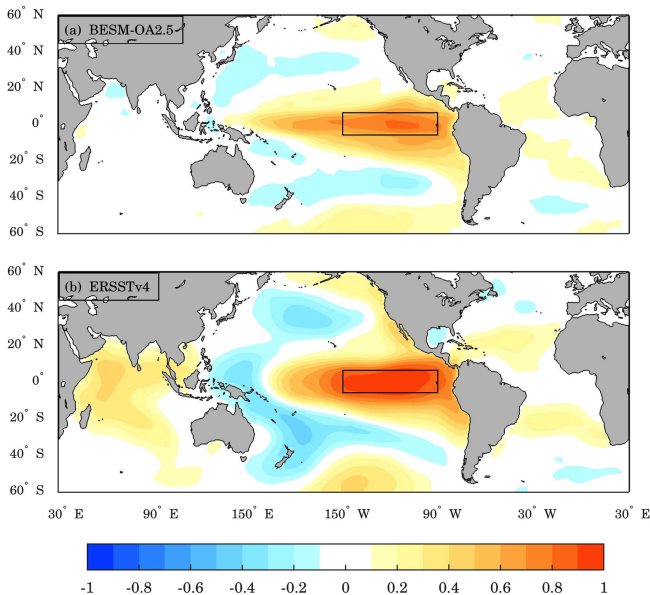 60° N
(a) BESM-OA2.5
40° N
20° N
0°
20° S
40° S
60° S
60° N
(b) ERSSTv4
40° N
20° N
0°
20° S
40° S
60° S
30° E 90° E 150° E 150° W 90° W 30° E
-1 -0.8 -0.6 -0.4 -0.2 0 0.2 0.4 0.6 0.8 1